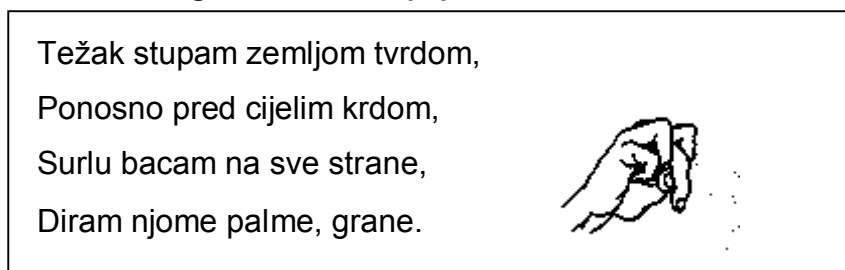 Težak stupam zemljom tvrdom,
Ponosno pred cijelim krdom,
Surlu bacam na sve strane,
Diram njome palme, grane.